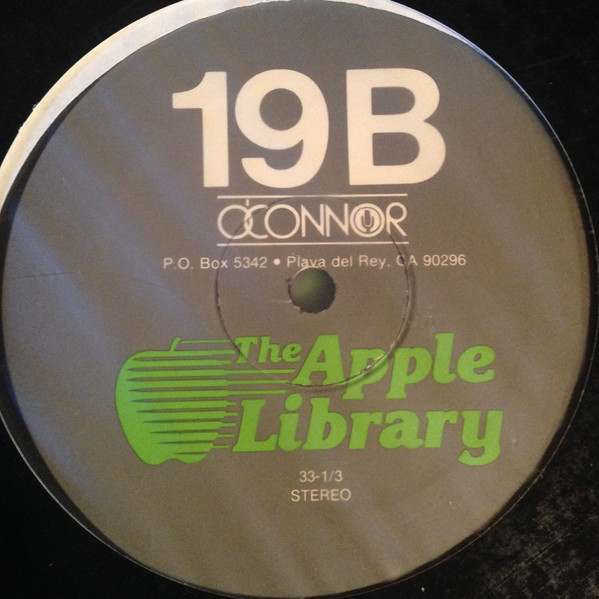 19B
O'CONNOR
P.O. Box 5342 • Playa del Rey, CA 90296
The Apple
Library
33-1/3
STEREO